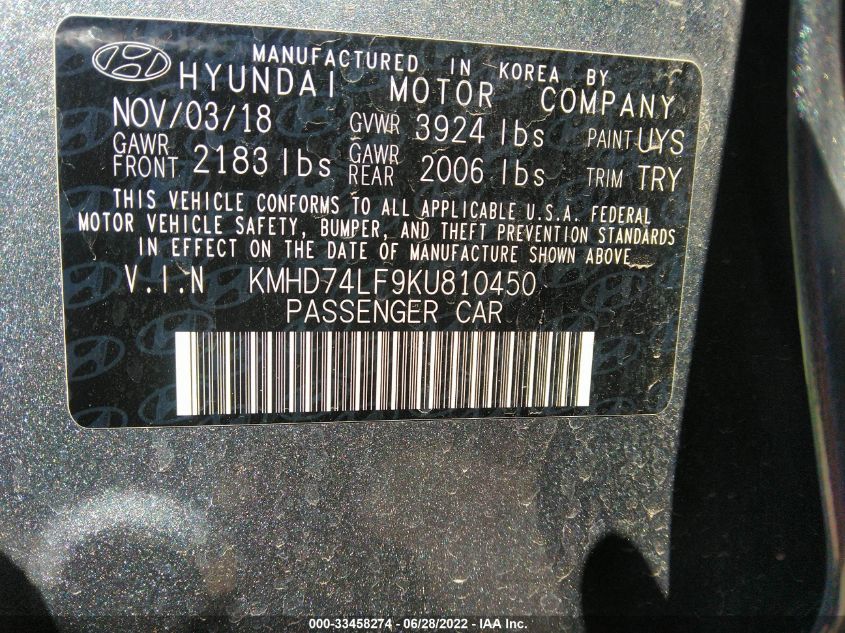 MANUFACTURED IN KOREA BY
HYUNDAI MOTOR COMPANY
NOV/03/18 GVWR 3924 lbs PAINT UYS
GAWR FRONT 2183 lbs GAWR REAR 2006 lbs TRIM TRY
THIS VEHICLE CONFORMS TO ALL APPLICABLE U.S.A. FEDERAL
MOTOR VEHICLE SAFETY, BUMPER, AND THEFT PREVENTION STANDARDS
IN EFFECT ON THE DATE OF MANUFACTURE SHOWN ABOVE.
V.I.N KMHD74LF9KU810450
PASSENGER CAR
000-33458274 - 06/28/2022 - IAA Inc.